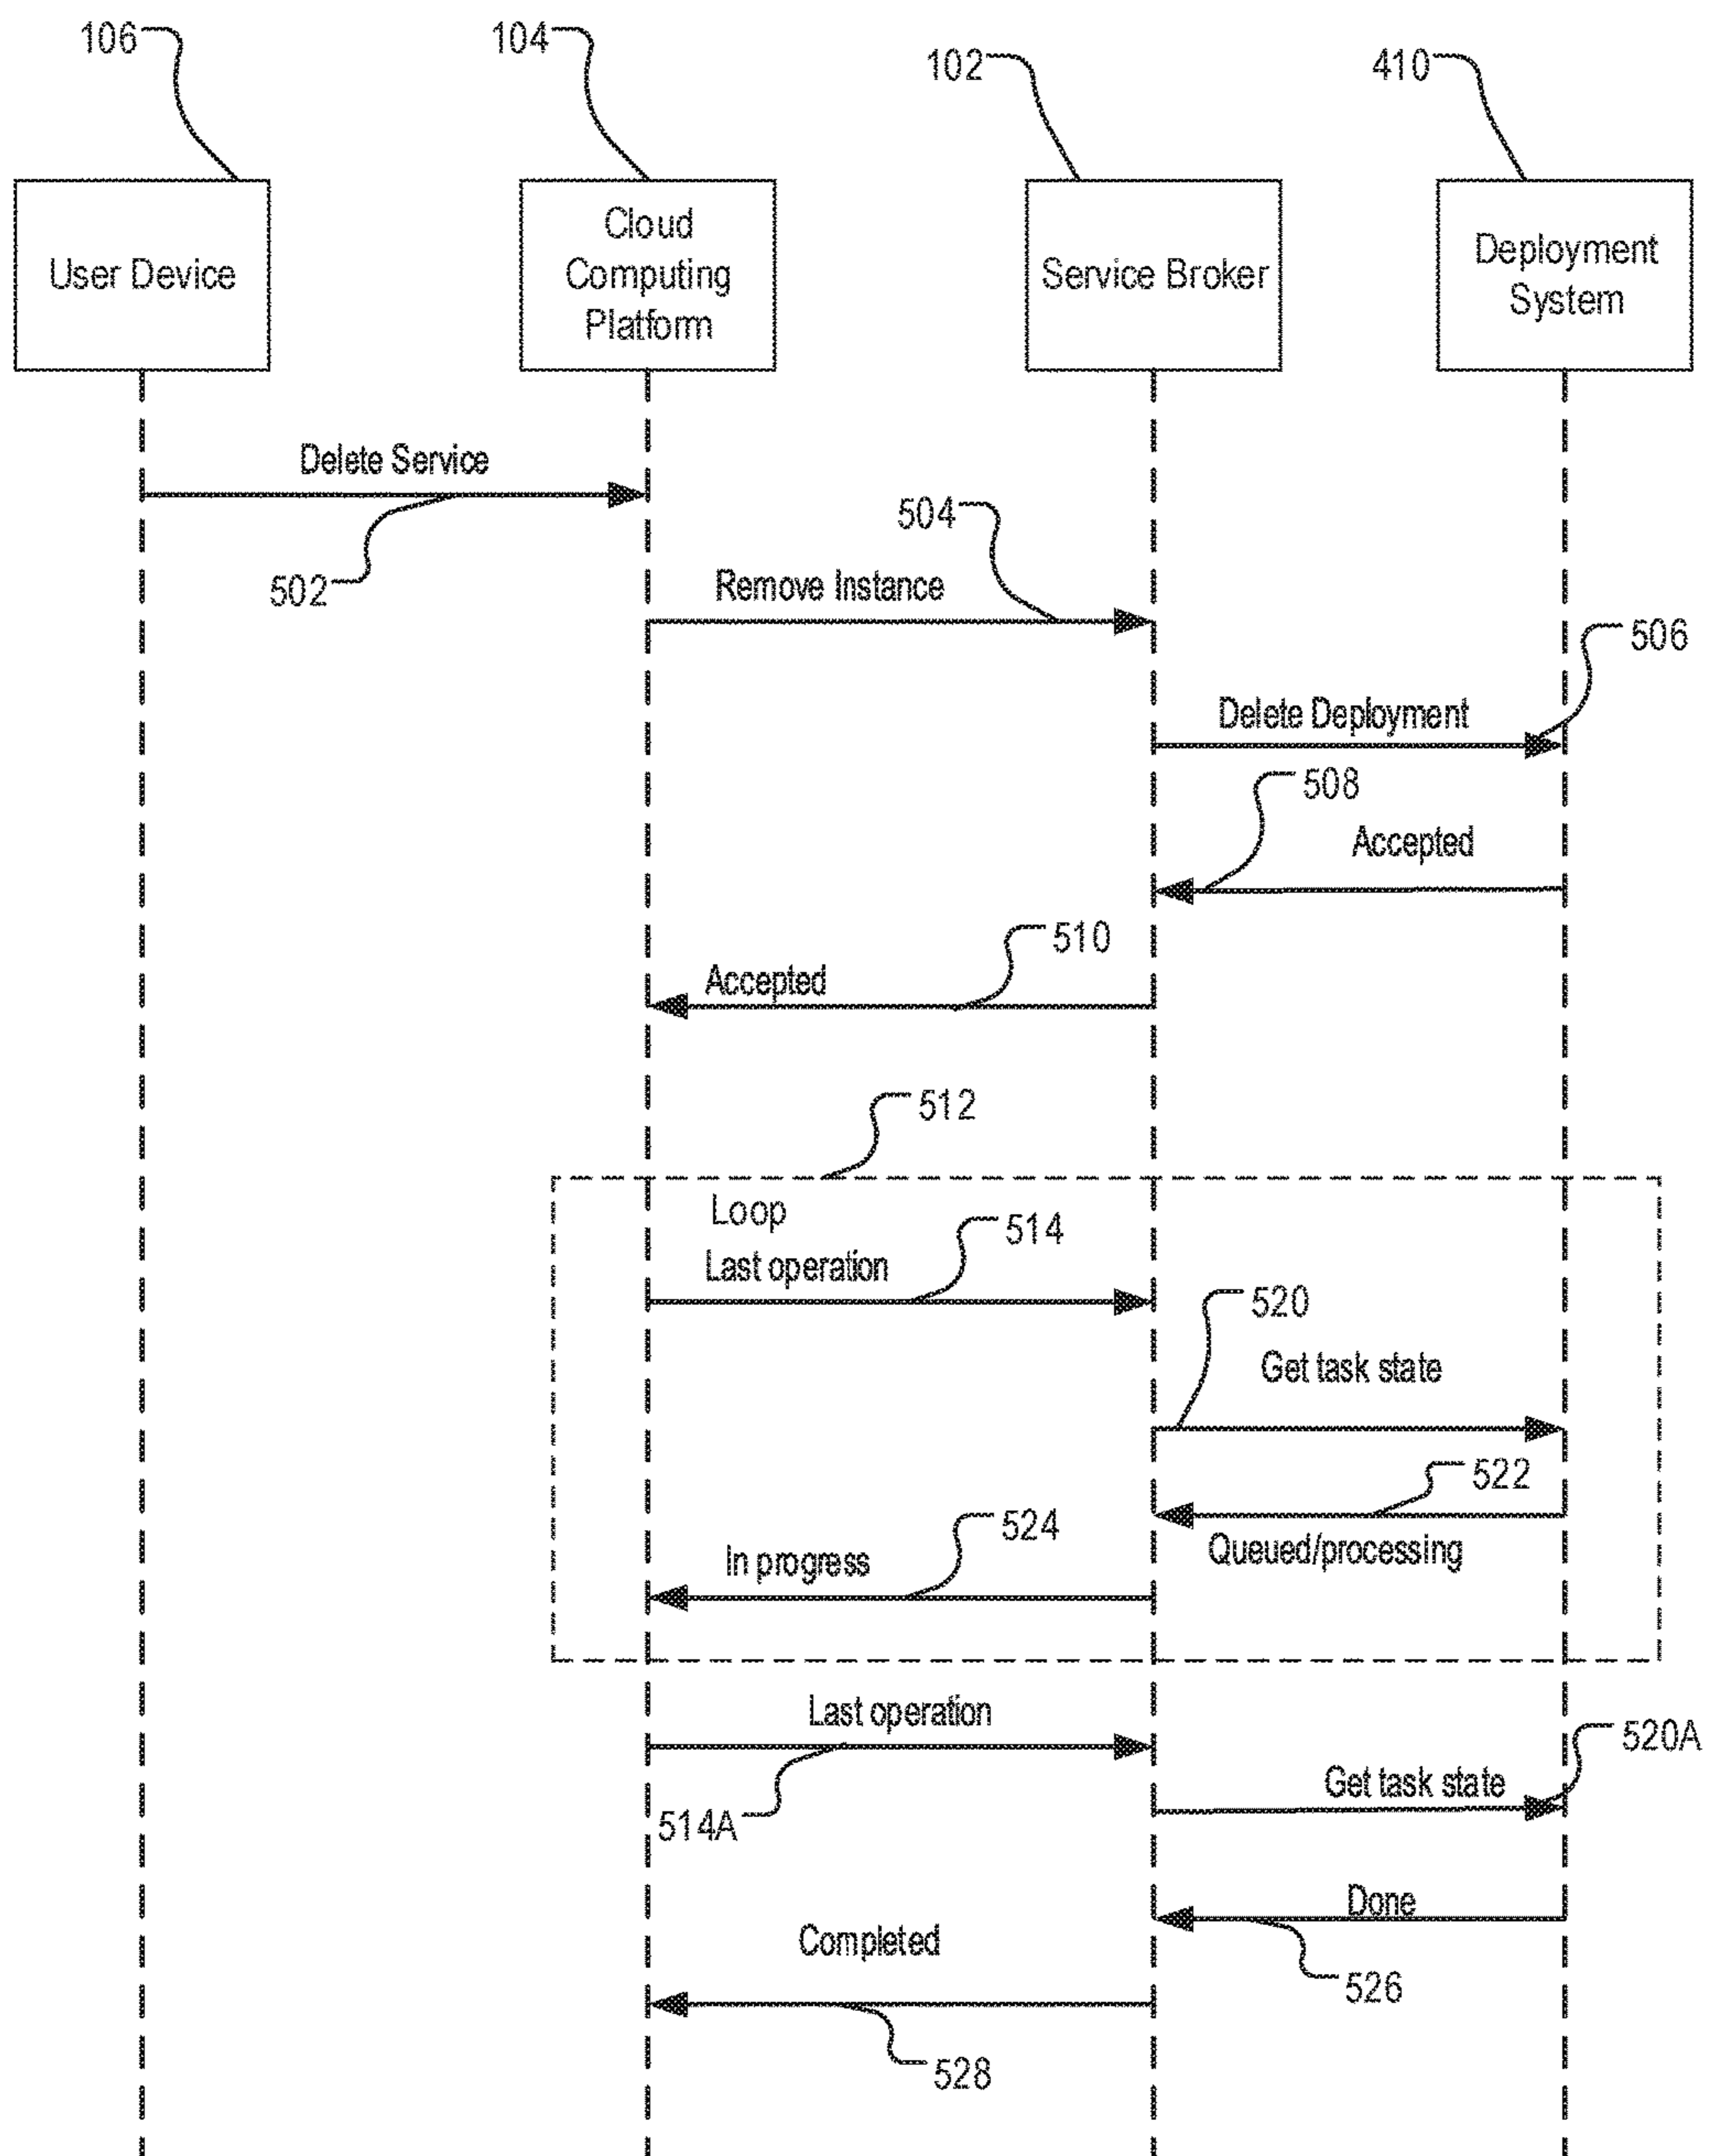 106
104
102
410
User Device
Cloud
Computing
Platform
Service Broker
Deployment
System
Delete Service
502
504
Remove Instance
506
Delete Deployment
508
Accepted
510
Accepted
512
Loop
514
Last operation
520
Get task state
522
Queued/processing
524
In progress
Last operation
514A
520A
Get task state
Done
526
Completed
528